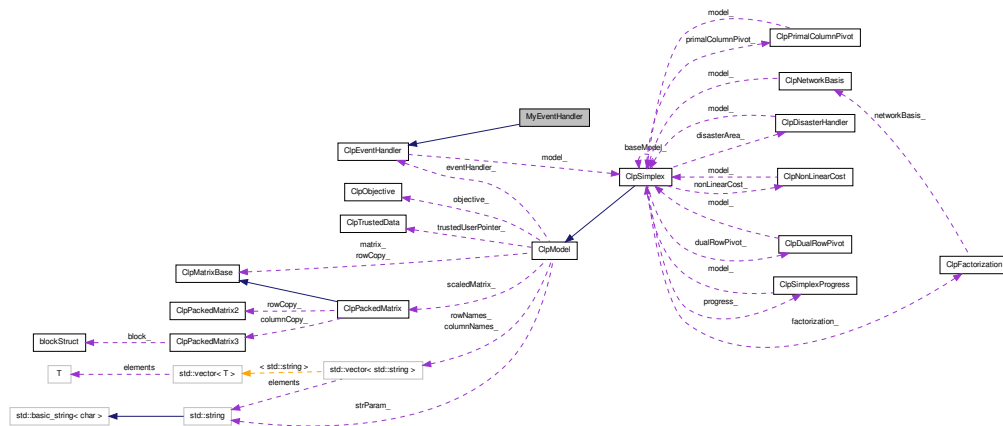 model_
ClpPrimalColumnPivot
primalColumnPivot_
model_
ClpNetworkBasis
MyEventHandler
model_
ClpDisasterHandler
networkBasis_
disasterArea_
ClpEventHandler
model_
baseModel_
eventHandler_
ClpSimplex
model_
ClpNonLinearCost
nonLinearCost_
ClpObjective
objective_
model_
ClpTrustedData
trustedUserPointer_
ClpModel
dualRowPivot_
ClpDualRowPivot
matrix_
rowCopy_
ClpMatrixBase
model_
ClpFactorization
scaledMatrix_
ClpSimplexProgress
ClpPackedMatrix2
rowCopy_
ClpPackedMatrix
progress_
columnCopy_
rowNames_
columnNames_
factorization_
blockStruct
block_
ClpPackedMatrix3
T
elements
std::vector< T >
< std::string >
std::vector< std::string >
elements
strParam_
std::basic_string< char >
std::string